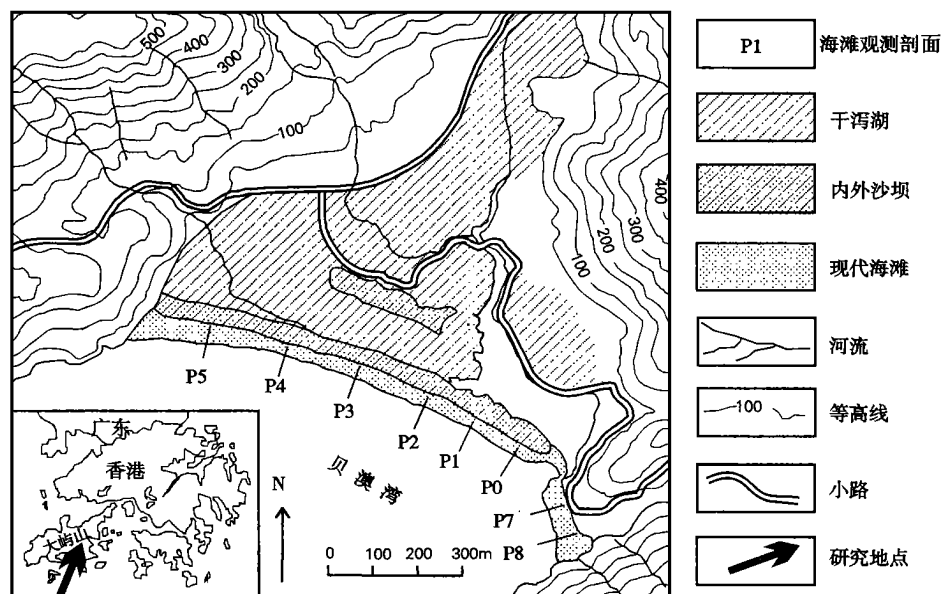 500
400
300
200
100
400
300
200
100
P5
P4
P3
P2
P1
P0
P7
P8
贝澳湾
N
0 100 200 300m
广东
香港
大屿山
P1 海滩观测剖面
干泻湖
内外沙坝
现代海滩
河流
100 等高线
小路
研究地点